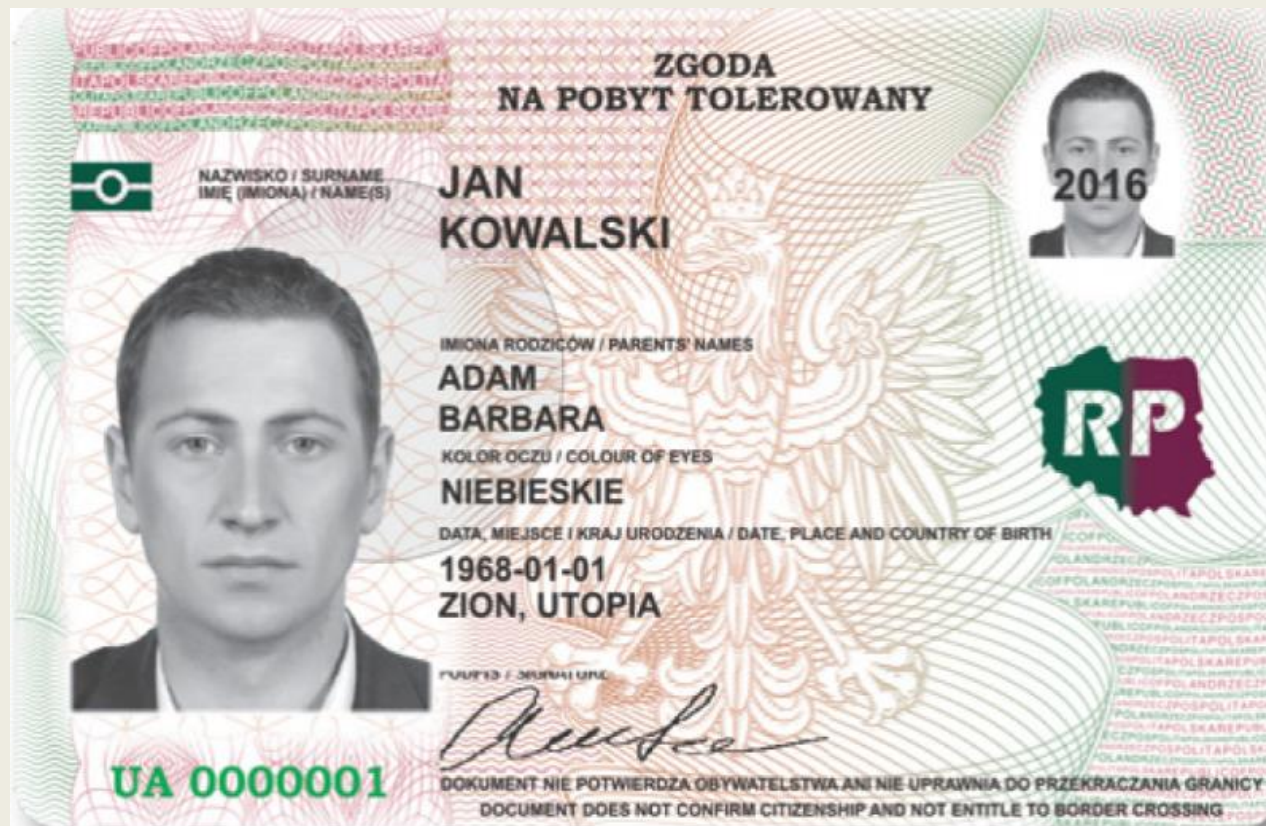 ZGODA
NA POBYT TOLEROWANY
NAZWISKO / SURNAME
IMIĘ (IMIONA) / NAME(S)
JAN
KOWALSKI
2016
IMIONA RODZICÓW / PARENTS' NAMES
ADAM
BARBARA
KOLOR OCZU / COLOUR OF EYES
NIEBIESKIE
RP
DATA, MIEJSCE I KRAJ URODZENIA / DATE, PLACE AND COUNTRY OF BIRTH
1968-01-01
ZION, UTOPIA
PODPIS / SIGNATURE
UA 0000001
DOKUMENT NIE POTWIERDZA OBYWATELSTWA ANI NIE UPRAWNIA DO PRZEKRACZANIA GRANICY
DOCUMENT DOES NOT CONFIRM CITIZENSHIP AND NOT ENTITLE TO BORDER CROSSING